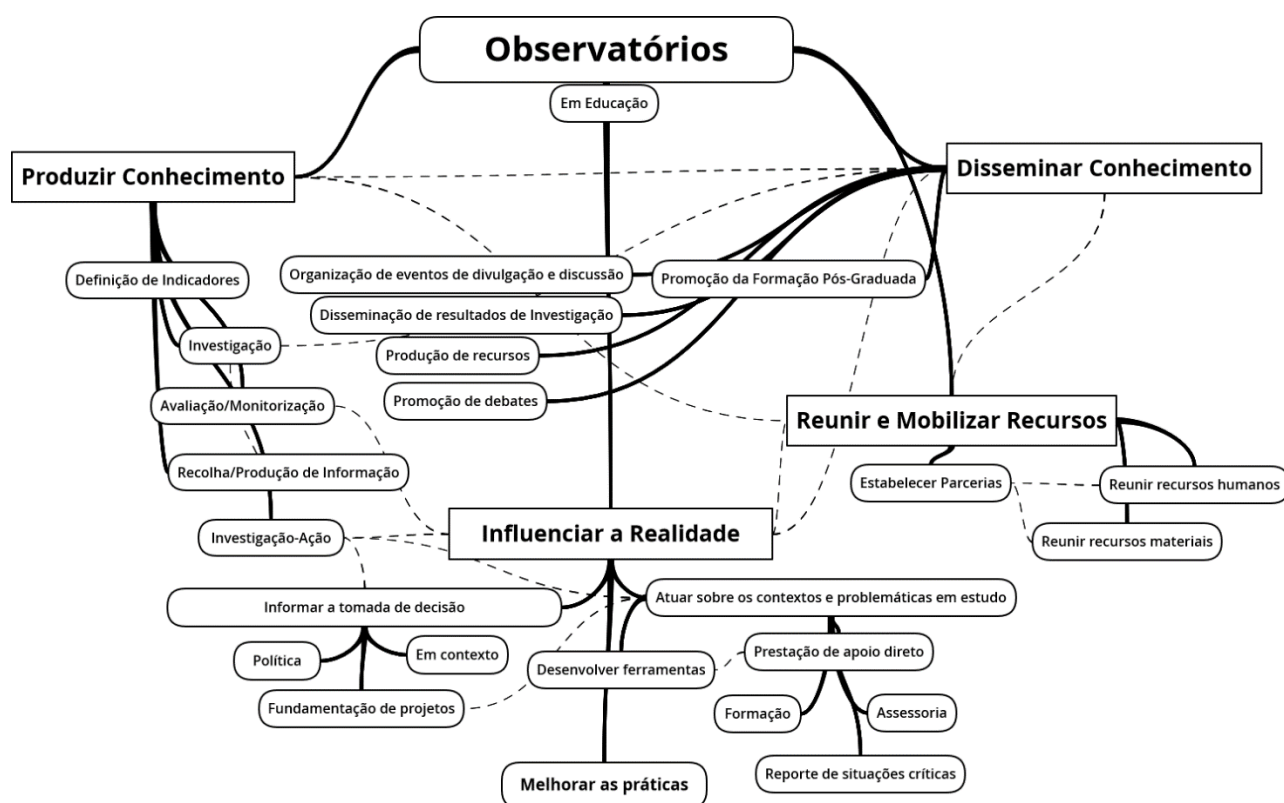 Observatórios
Em Educação
Produzir Conhecimento
Disseminar Conhecimento
Definição de Indicadores
Organização de eventos de divulgação e discussão
Promoção da Formação Pós-Graduada
Disseminação de resultados de Investigação
Investigação
Produção de recursos
Avaliação/Monitorização
Promoção de debates
Reunir e Mobilizar Recursos
Recolha/Produção de Informação
Estabelecer Parcerias
Reunir recursos humanos
Investigação-Ação
Influenciar a Realidade
Reunir recursos materiais
Informar a tomada de decisão
Atuar sobre os contextos e problemáticas em estudo
Política
Em contexto
Desenvolver ferramentas
Prestação de apoio direto
Fundamentação de projetos
Formação
Assessoria
Melhorar as práticas
Reporte de situações críticas